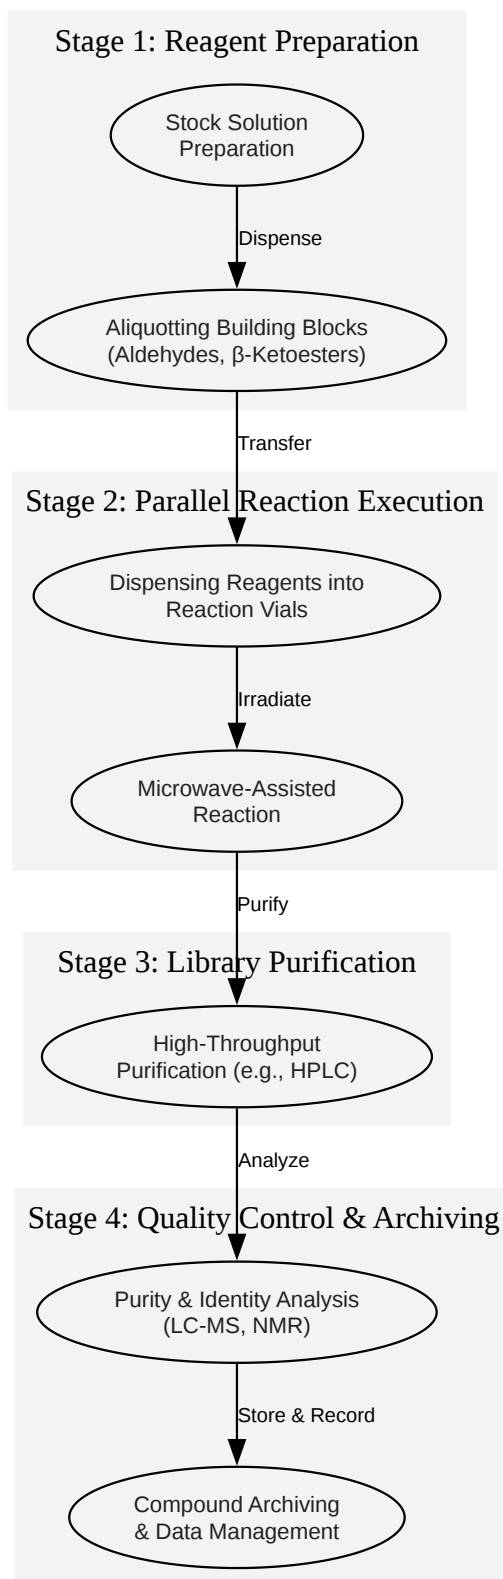 Stage 1: Reagent Preparation
Stock Solution
Preparation
Dispense
Aliquotting Building Blocks
(Aldehydes, β-Ketoesters)
Transfer
Stage 2: Parallel Reaction Execution
Dispensing Reagents into
Reaction Vials
Irradiate
Microwave-Assisted
Reaction
Purify
Stage 3: Library Purification
High-Throughput
Purification (e.g., HPLC)
Analyze
Stage 4: Quality Control & Archiving
Purity & Identity Analysis
(LC-MS, NMR)
Store & Record
Compound Archiving
& Data Management